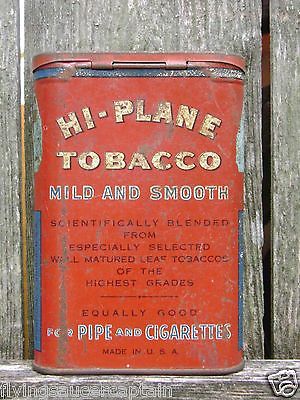 HI-PLANE
TOBACCO
MILD AND SMOOTH
SCIENTIFICALLY BLENDED
FROM
ESPECIALLY SELECTED
WELL MATURED LEAF TOBACCOS
OF THE
HIGHEST GRADES
EQUALLY GOOD
FOR PIPE AND CIGARETTES
MADE IN U.S.A.
flyingsaucercaptain